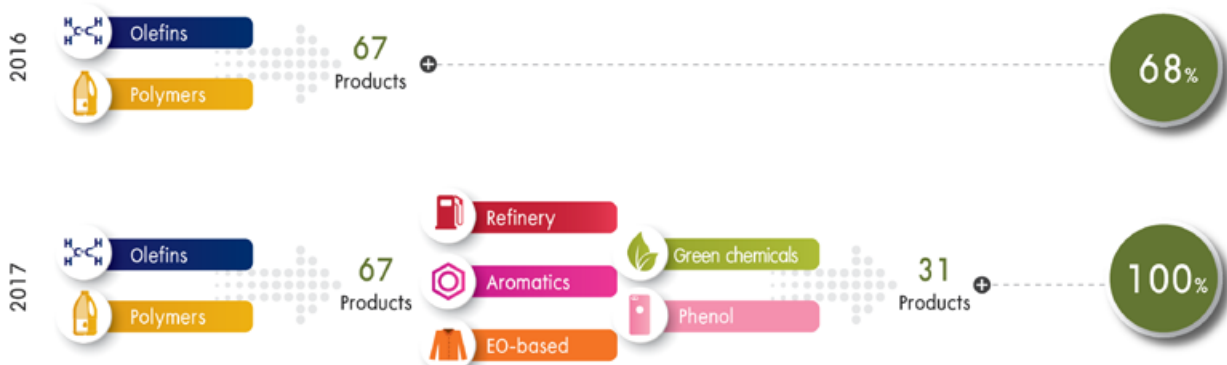 2016
H H
C=C
H H
Olefins
Polymers
67
Products
68%
2017
H H
C=C
H H
Olefins
Polymers
67
Products
Refinery
Aromatics
EO-based
Green chemicals
Phenol
31
Products
100%